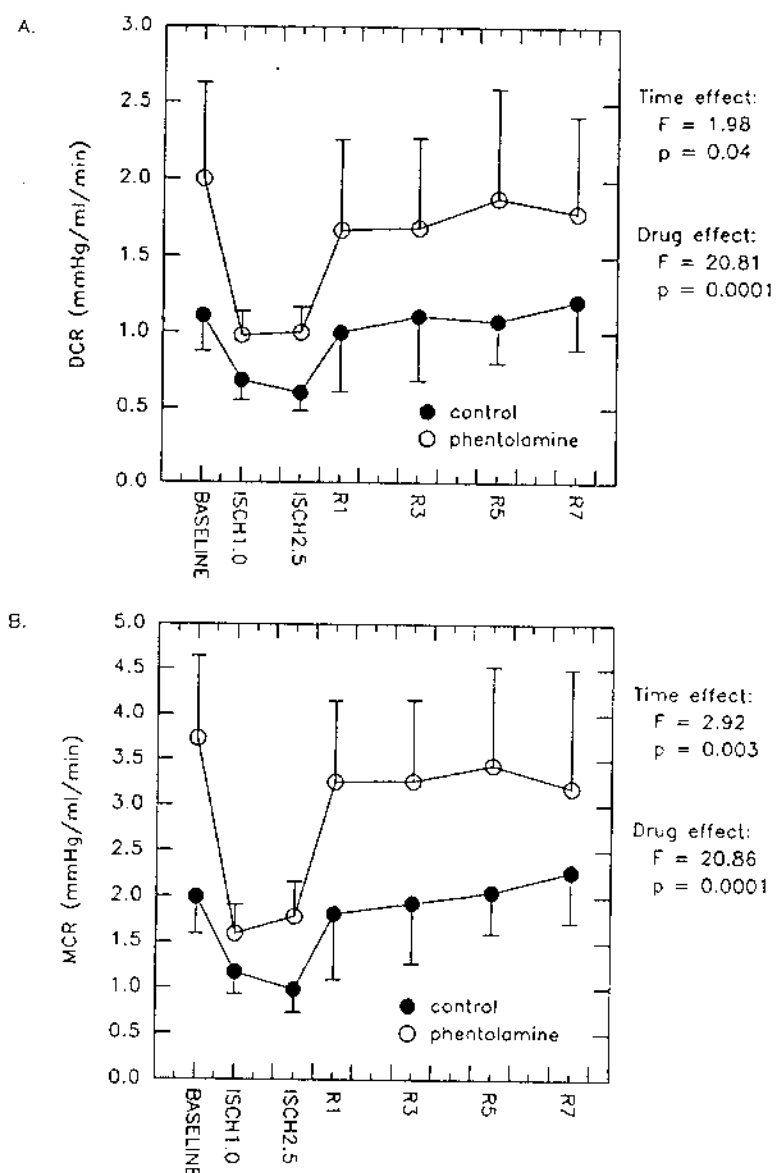 A.
DCR (mmHg/ml/min)
3.0
2.5
2.0
1.5
1.0
0.5
0.0
BASELINE
ISCH1.0
ISCH2.5
R1
R3
R5
R7
control
phentolamine
Time effect:
F = 1.98
p = 0.04
Drug effect:
F = 20.81
p = 0.0001
B.
MCR (mmHg/ml/min)
5.0
4.5
4.0
3.5
3.0
2.5
2.0
1.5
1.0
0.5
0.0
BASELINE
ISCH1.0
ISCH2.5
R1
R3
R5
R7
control
phentolamine
Time effect:
F = 2.92
p = 0.003
Drug effect:
F = 20.86
p = 0.0001